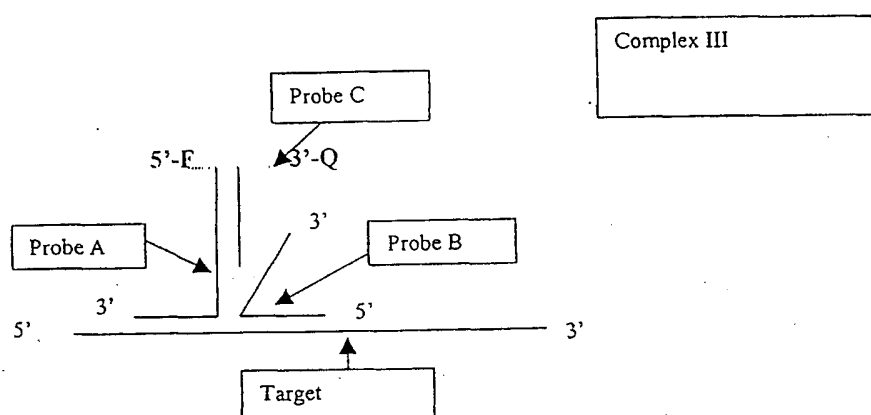 Complex III
Probe C
5'-F 3'-Q
3'
Probe A
Probe B
3'
5'
5'
3'
Target